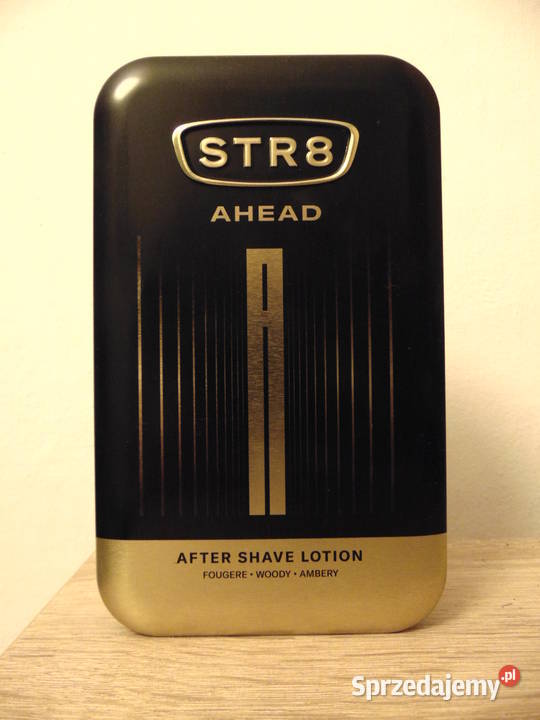 STR8
AHEAD
AFTER SHAVE LOTION
FOUGERE • WOODY • AMBERY
Sprzedajemy.pl